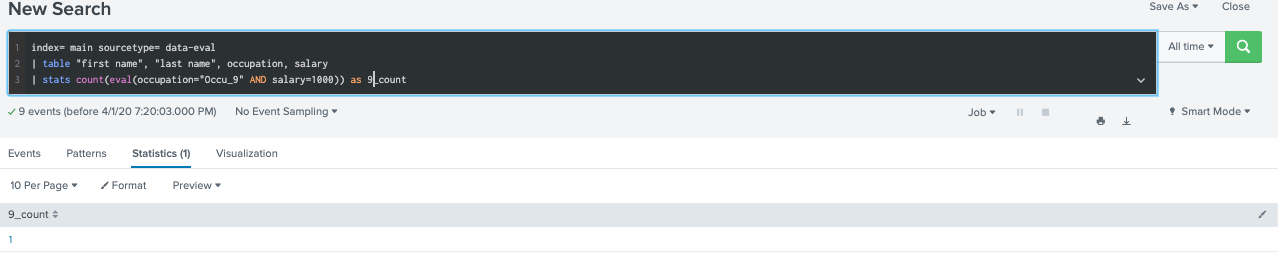 New Search
Save As ▾ Close
1 index= main sourcetype= data-eval
2 | table "first name", "last name", occupation, salary
3 | stats count(eval(occupation="Occu_9" AND salary=1000)) as 9_count
All time ▾
✓ 9 events (before 4/1/20 7:20:03.000 PM) No Event Sampling ▾
Job ▾ Smart Mode ▾
Events Patterns Statistics (1) Visualization
10 Per Page ▾ Format Preview ▾
9_count
1